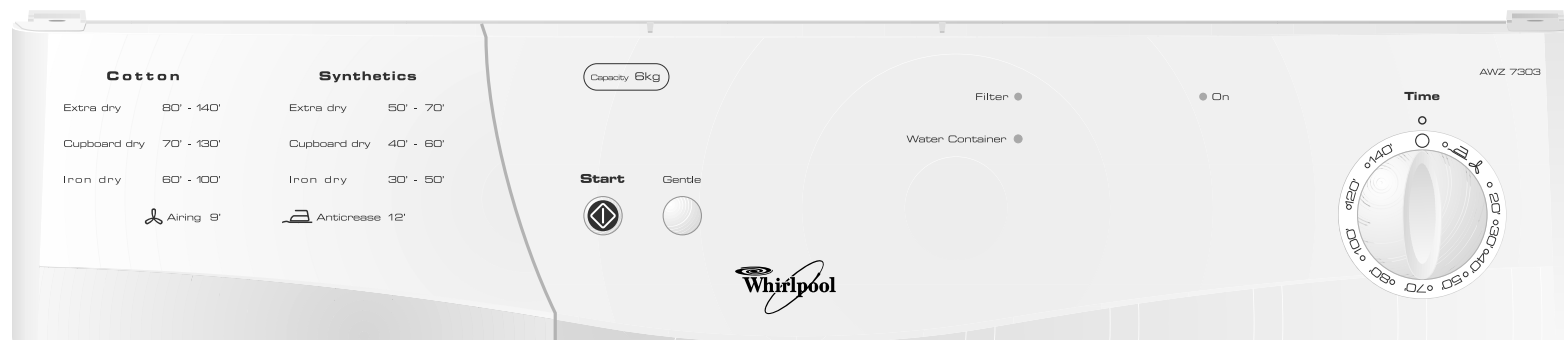 Cotton
Extra dry 80' - 140'
Cupboard dry 70' - 130'
Iron dry 60' - 100'
Airing 9'
Synthetics
Extra dry 50' - 70'
Cupboard dry 40' - 60'
Iron dry 30' - 50'
Anticrease 12'
Capacity 6kg
Start
Gentle
Whirlpool
Filter
Water Container
On
AWZ 7303
Time
20'
30'
40'
50'
70'
80'
100'
120'
140'